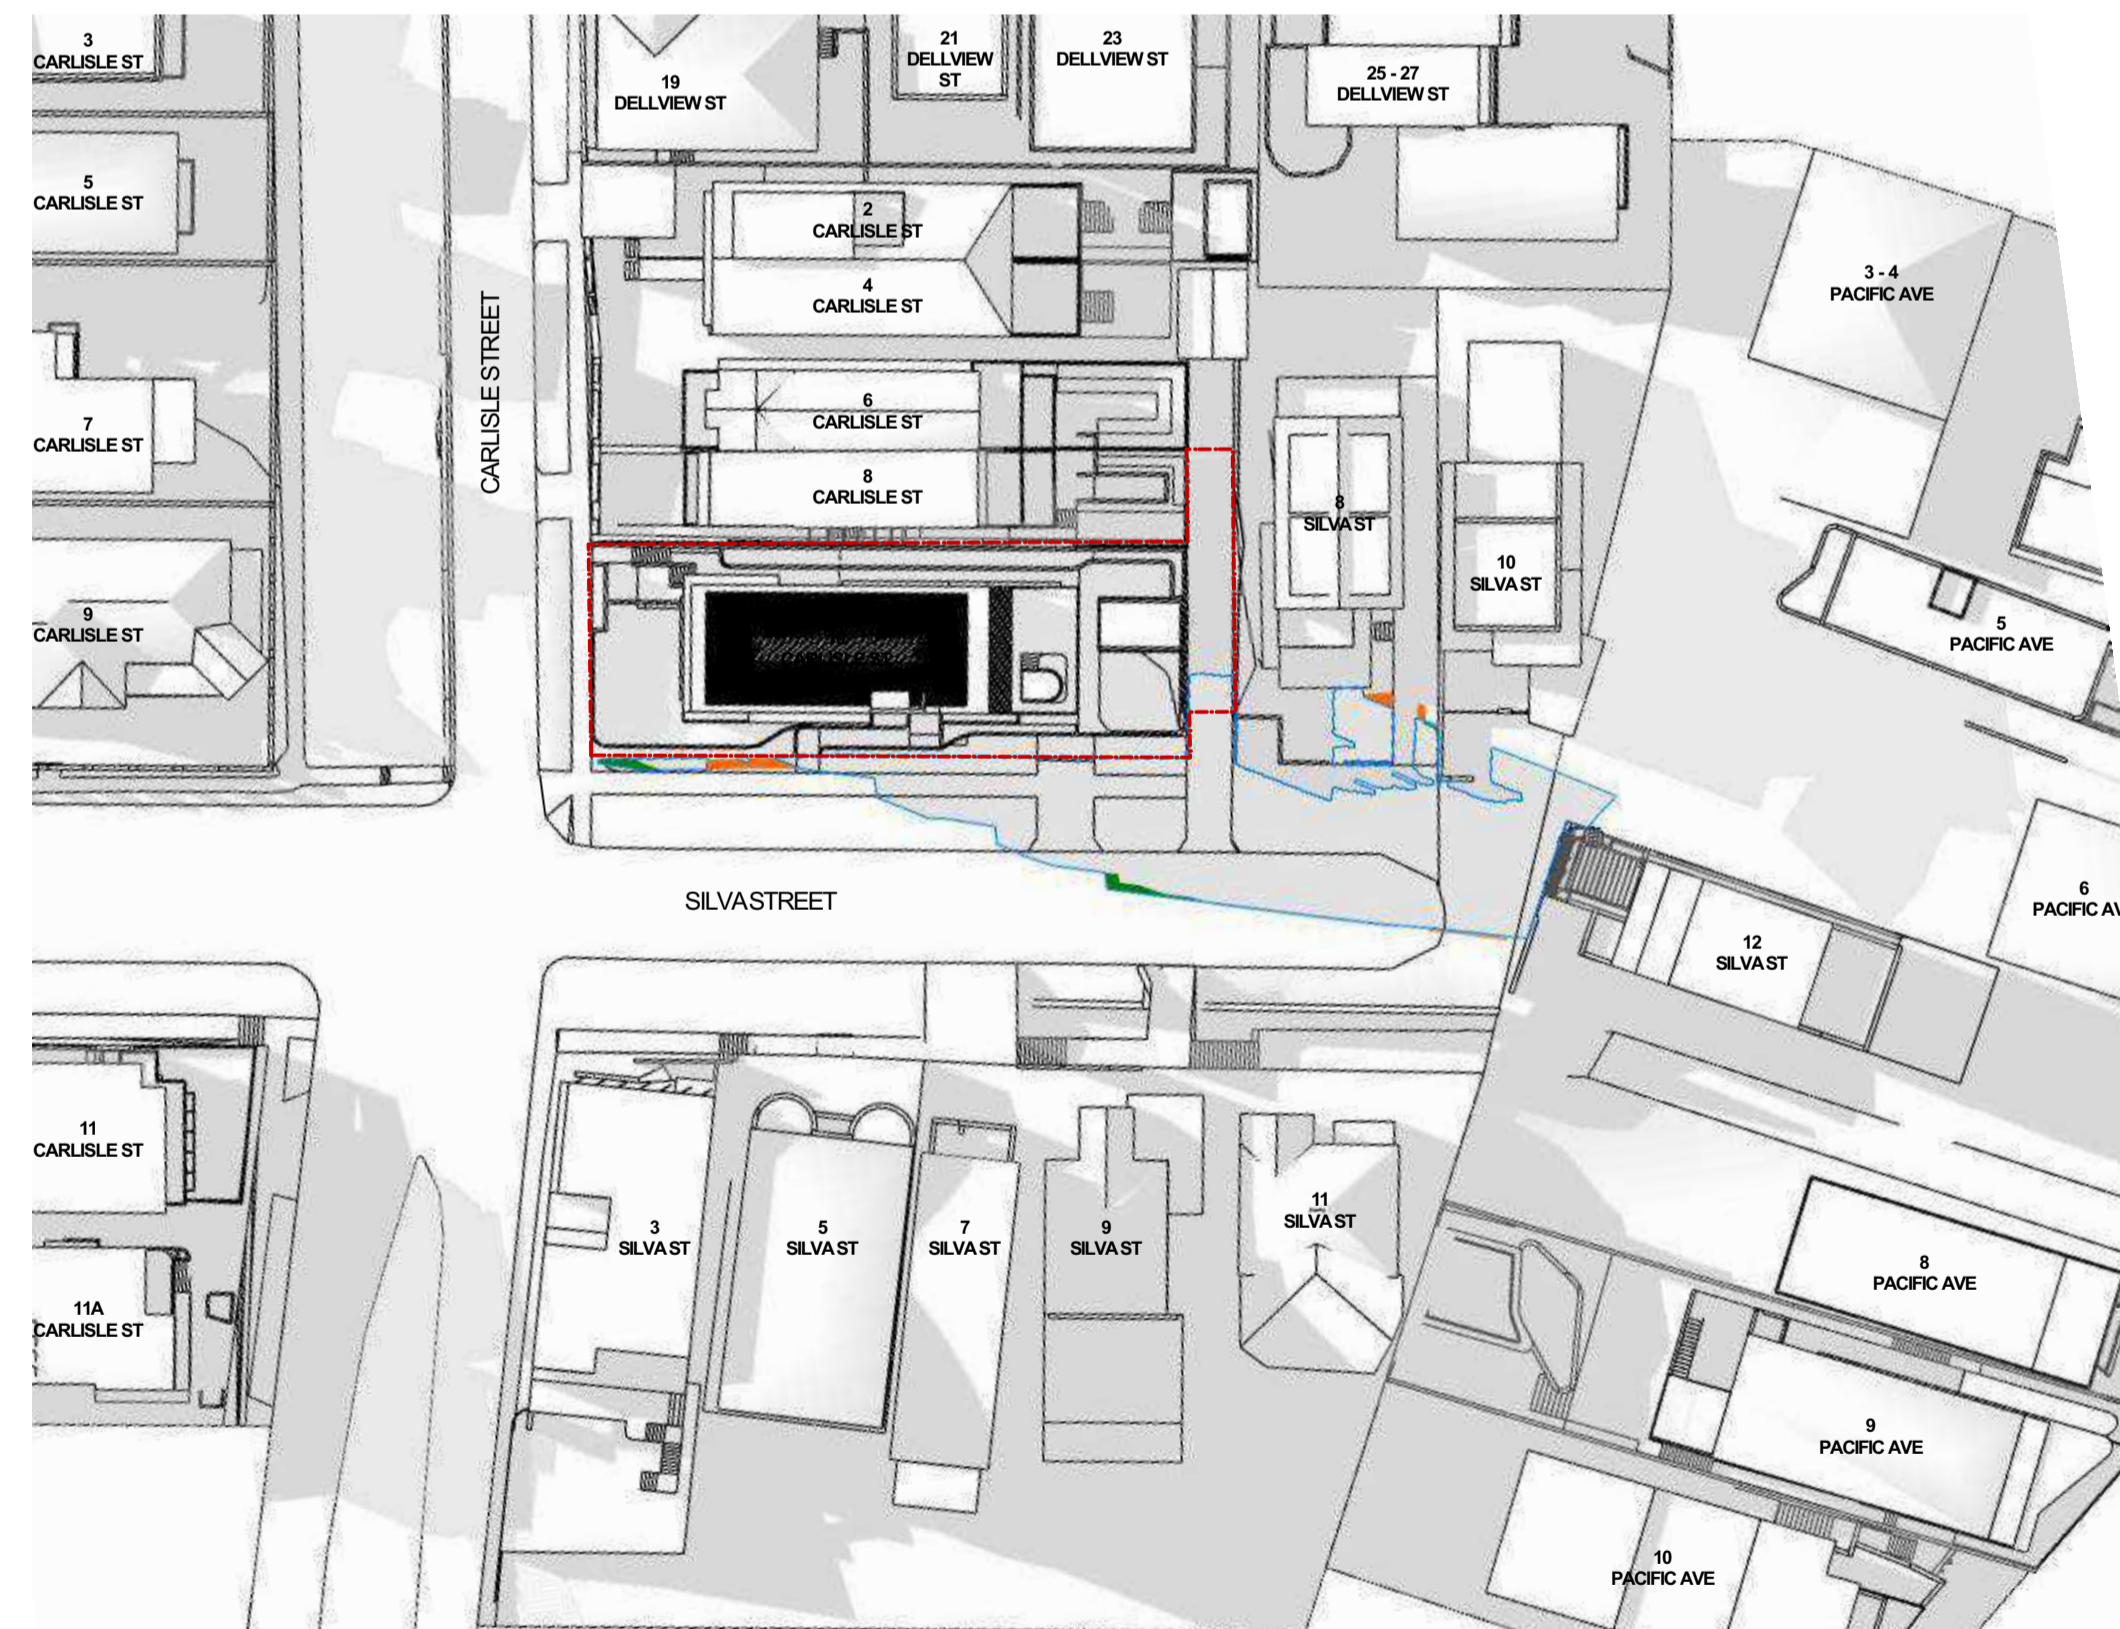 3
CARLISLE ST
19
DELLVIEW ST
21
DELLVIEW
ST
23
DELLVIEW ST
25 - 27
DELLVIEW ST
5
CARLISLE ST
2
CARLISLE ST
4
CARLISLE ST
3 - 4
PACIFIC AVE
CARLISLE STREET
7
CARLISLE ST
6
CARLISLE ST
8
CARLISLE ST
8
SILVA ST
10
SILVA ST
9
CARLISLE ST
5
PACIFIC AVE
SILVA STREET
12
SILVA ST
6
PACIFIC AV
11
CARLISLE ST
11A
CARLISLE ST
3
SILVA ST
5
SILVA ST
7
SILVA ST
9
SILVA ST
11
SILVA ST
8
PACIFIC AVE
9
PACIFIC AVE
10
PACIFIC AVE